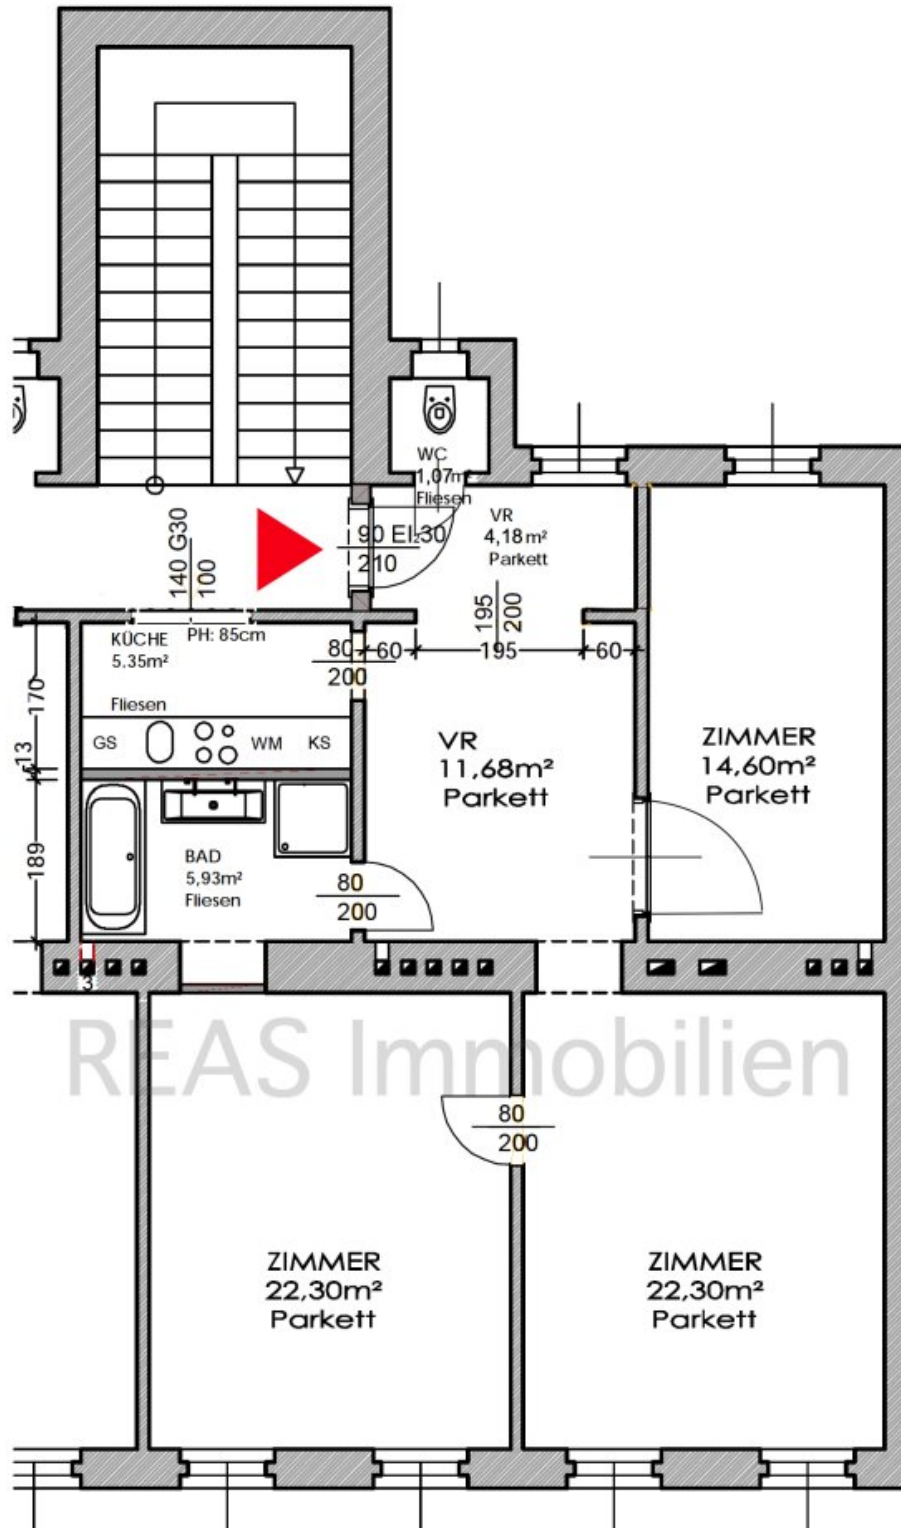 WC
1,07m²
Fliesen
VR
4,18m²
Parkett
90 EI₂30
210
140 G30
100
195
200
KÜCHE
5.35m²
PH: 85cm
Fliesen
80
200
60
195
60
170
13
189
GS
WM
KS
VR
11,68m²
Parkett
ZIMMER
14,60m²
Parkett
BAD
5,93m²
Fliesen
80
200
3
REAS Immobilien
80
200
ZIMMER
22,30m²
Parkett
ZIMMER
22,30m²
Parkett